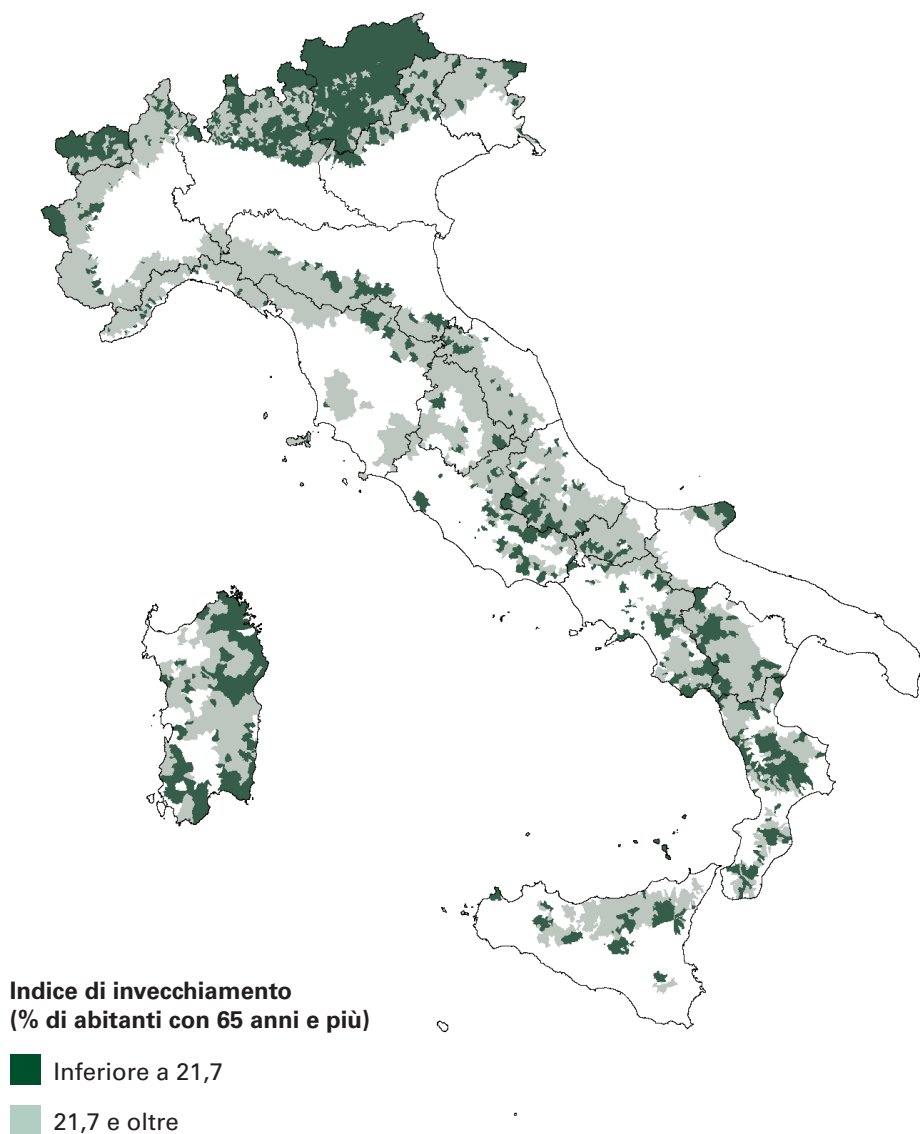 Indice di invecchiamento
(% di abitanti con 65 anni e più)
Inferiore a 21,7
21,7 e oltre